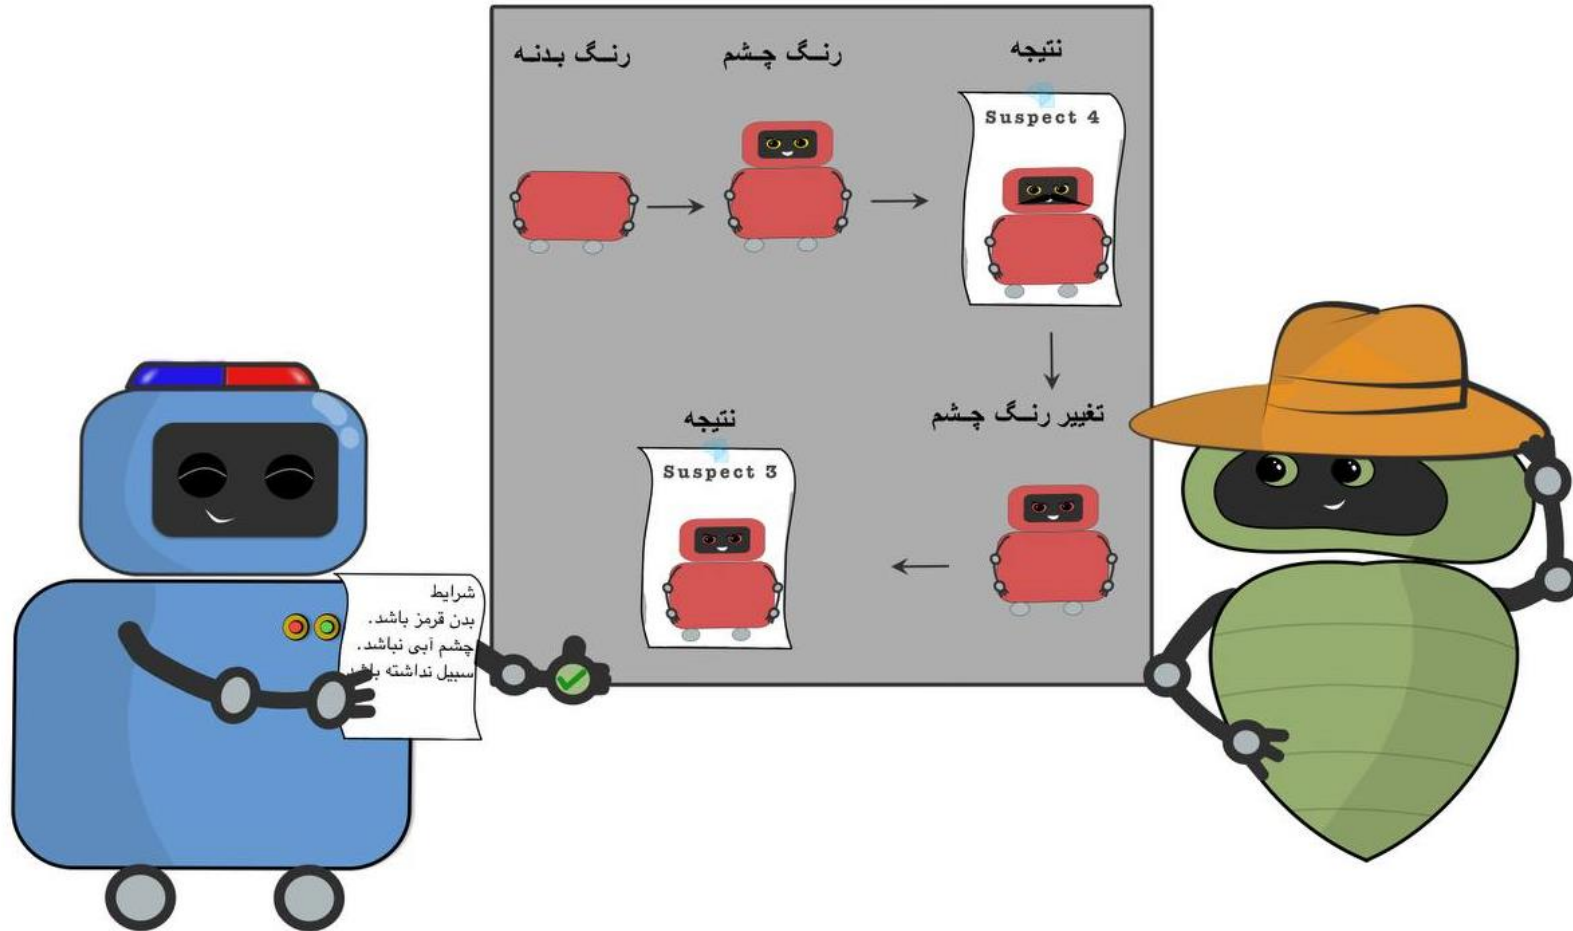 رنگ بدنه
رنگ چشم
نتیجه
Suspect 4
تغییر رنگ چشم
نتیجه
Suspect 3
شرایط
بدن قرمز باشد.
چشم آبی نباشد.
سبیل نداشته باشد